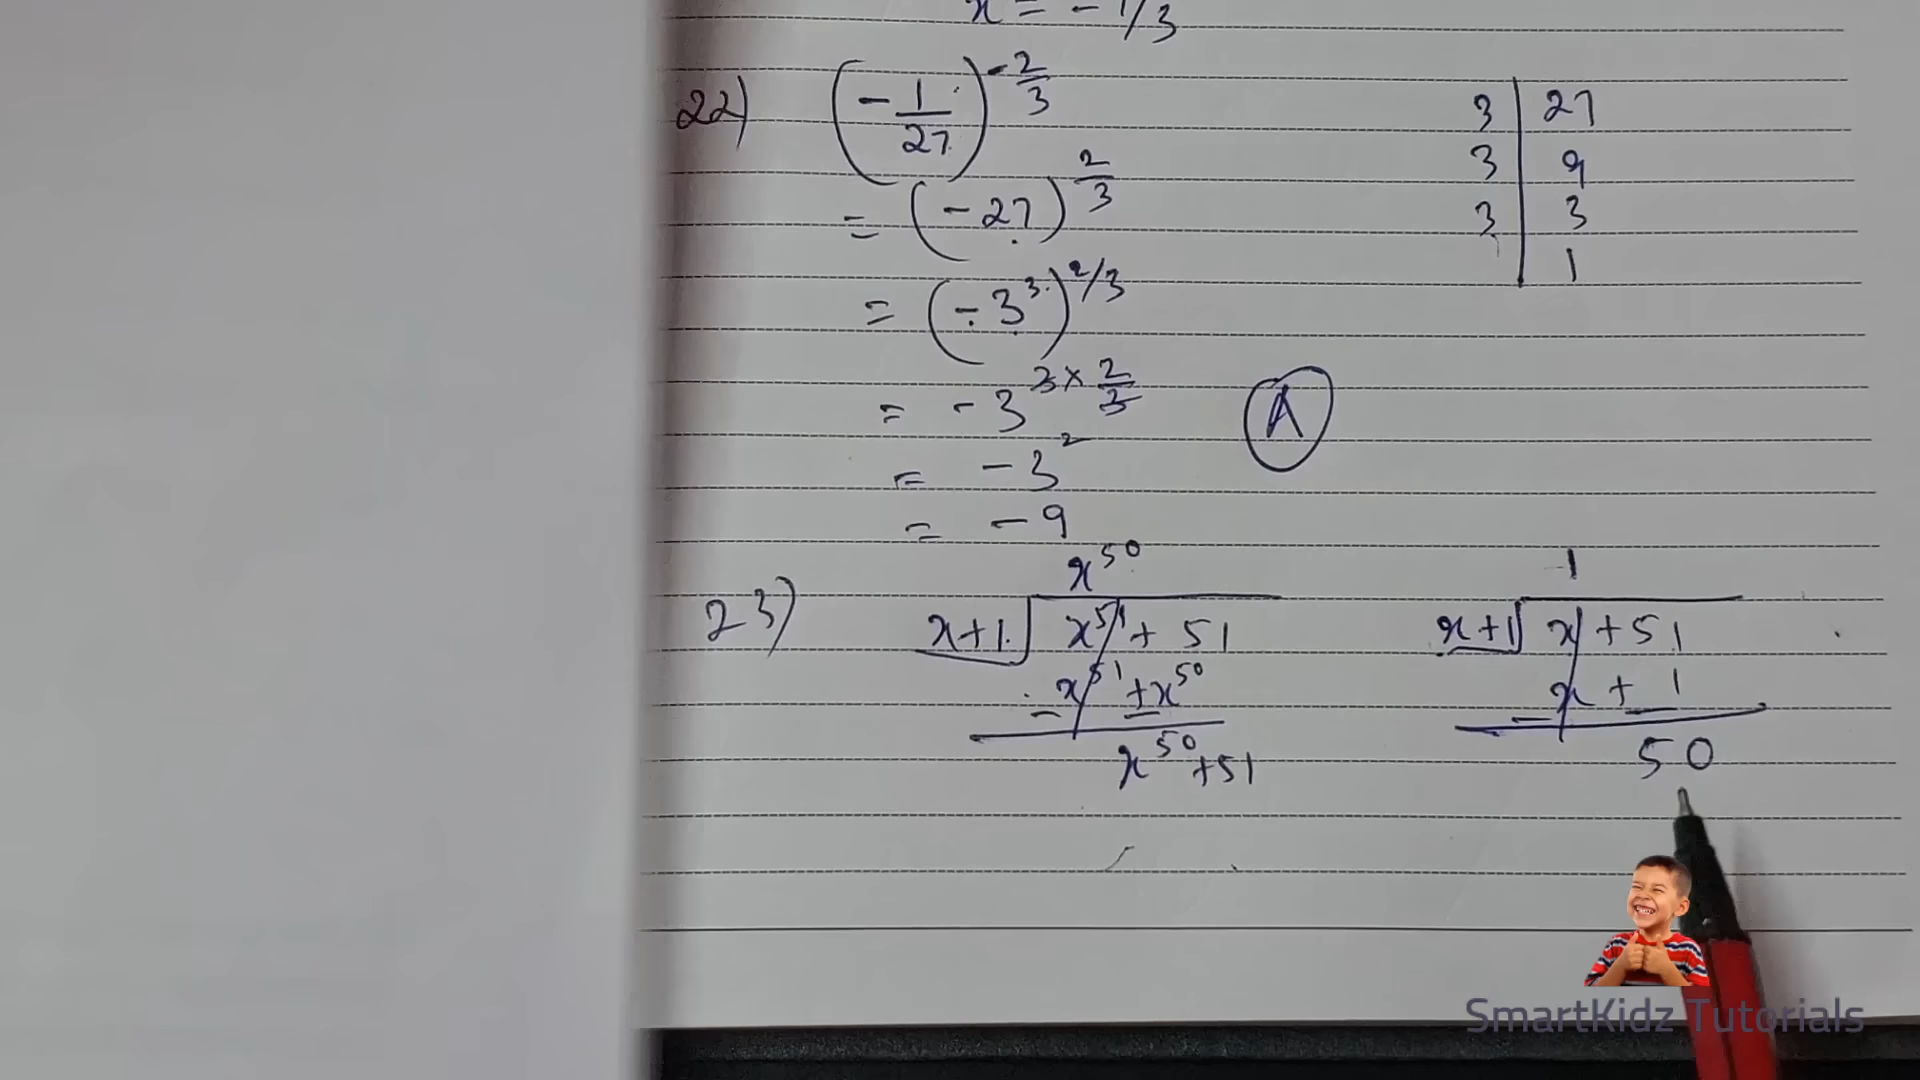 x = - 1/3
22) (- 1/27)^(-2/3)
= (-27)^(2/3)
= (-3^3)^(2/3)
= -3^(3×2/3)
= -3^2
= -9
3 | 27
3 | 9
3 | 3
1
A
23)
x^50
x+1 ) x^51 + 51
- x^51 + x^50
x^50 + 51
1
x+1 ) x + 51
- x + 1
50
SmartKidz Tutorials